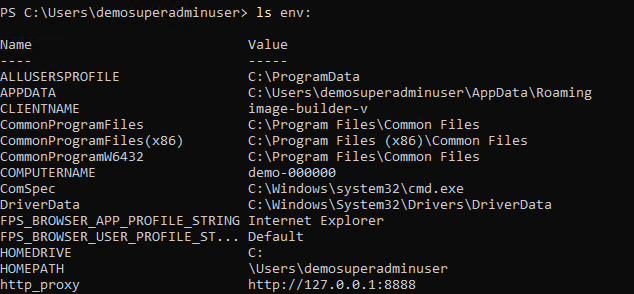 PS C:\Users\demosuperadminuser> ls env:
Name Value
---- -----
ALLUSERSPROFILE C:\ProgramData
APPDATA C:\Users\demosuperadminuser\AppData\Roaming
CLIENTNAME image-builder-v
CommonProgramFiles C:\Program Files\Common Files
CommonProgramFiles(x86) C:\Program Files (x86)\Common Files
CommonProgramW6432 C:\Program Files\Common Files
COMPUTERNAME demo-000000
ComSpec C:\Windows\system32\cmd.exe
DriverData C:\Windows\System32\Drivers\DriverData
FPS_BROWSER_APP_PROFILE_STRING Internet Explorer
FPS_BROWSER_USER_PROFILE_ST... Default
HOMEDRIVE C:
HOMEPATH \Users\demosuperadminuser
http_proxy http://127.0.0.1:8888